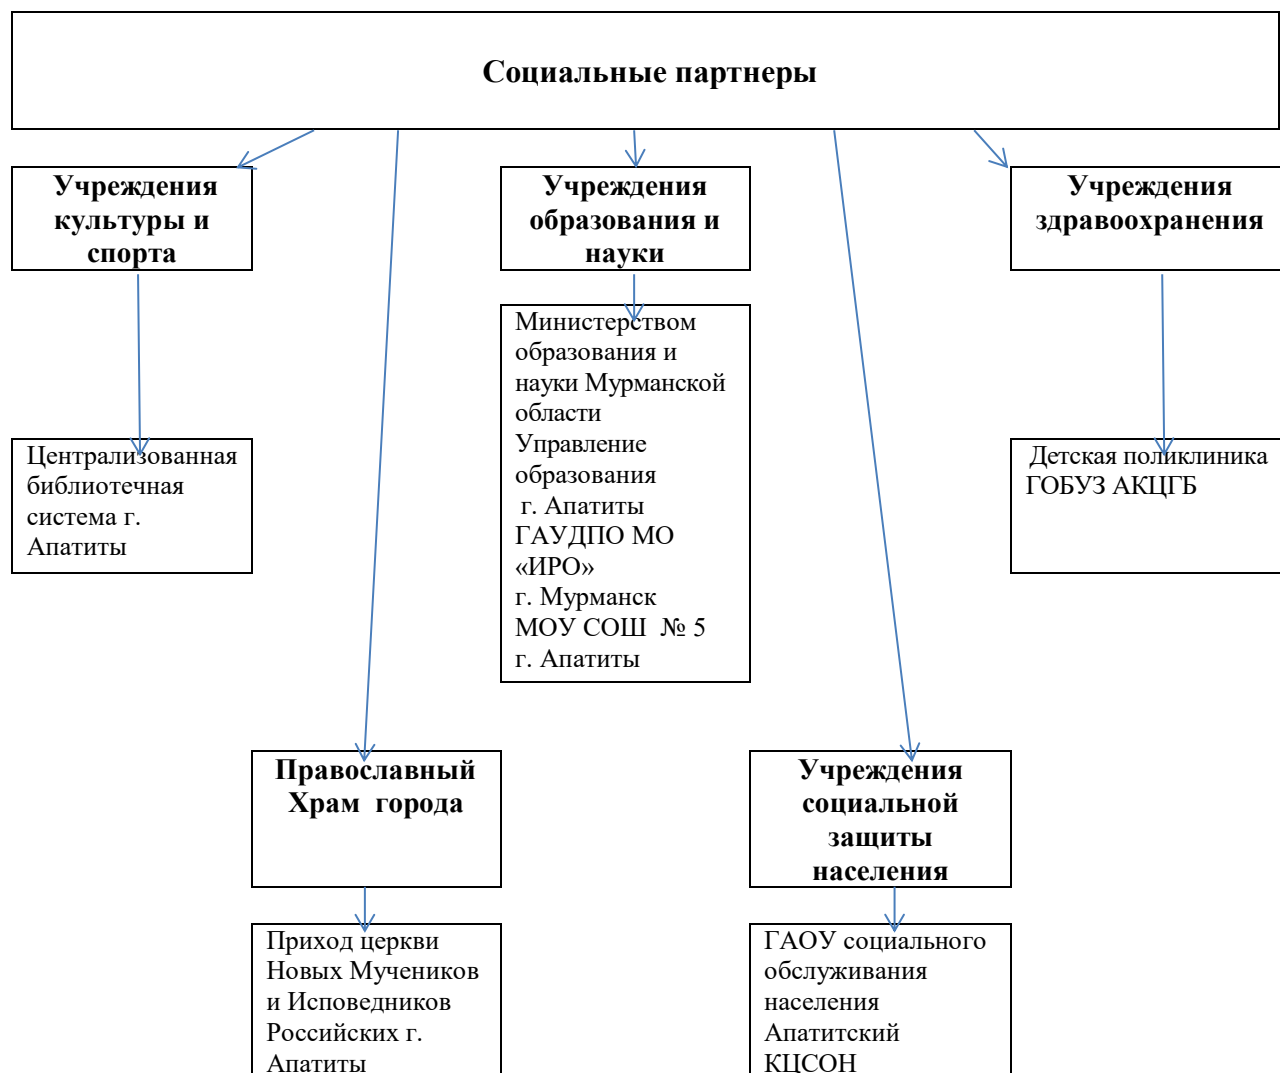 Социальные партнеры
Учреждения
культуры и
спорта
Учреждения
образования и
науки
Учреждения
здравоохранения
Министерством
образования и
науки Мурманской
области
Управление
образования
г. Апатиты
ГАУДПО МО
«ИРО»
г. Мурманск
МОУ СОШ № 5
г. Апатиты
Централизованная
библиотечная
система г.
Апатиты
Детская поликлиника
ГОБУЗ АКЦГБ
Православный
Храм города
Учреждения
социальной
защиты
населения
Приход церкви
Новых Мучеников
и Исповедников
Российских г.
Апатиты
ГАОУ социального
обслуживания
населения
Апатитский
КЦСОН